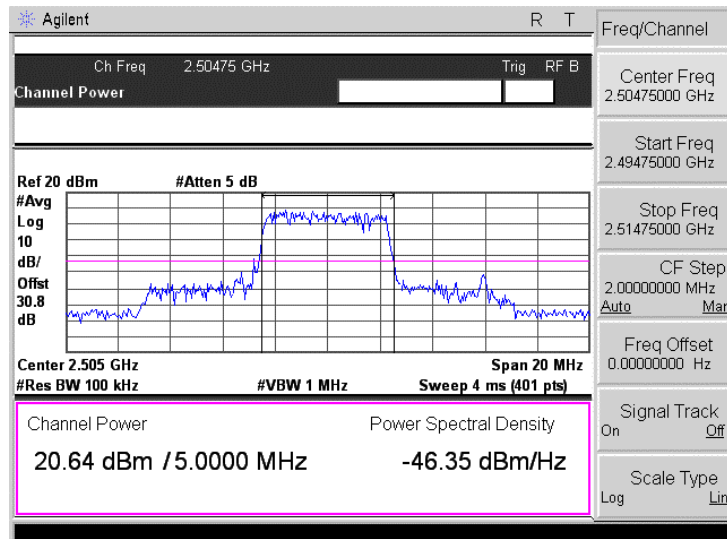 Agilent R T
Ch Freq 2.50475 GHz Trig RF B
Channel Power
Ref 20 dBm #Atten 5 dB
#Avg
Log
10
dB/
Offst
30.8
dB
Center 2.505 GHz Span 20 MHz
#Res BW 100 kHz #VBW 1 MHz Sweep 4 ms (401 pts)
Channel Power Power Spectral Density
20.64 dBm / 5.0000 MHz -46.35 dBm/Hz
Freq/Channel
Center Freq
2.50475000 GHz
Start Freq
2.49475000 GHz
Stop Freq
2.51475000 GHz
CF Step
2.00000000 MHz
Auto Man
Freq Offset
0.00000000 Hz
Signal Track
On Off
Scale Type
Log Lin